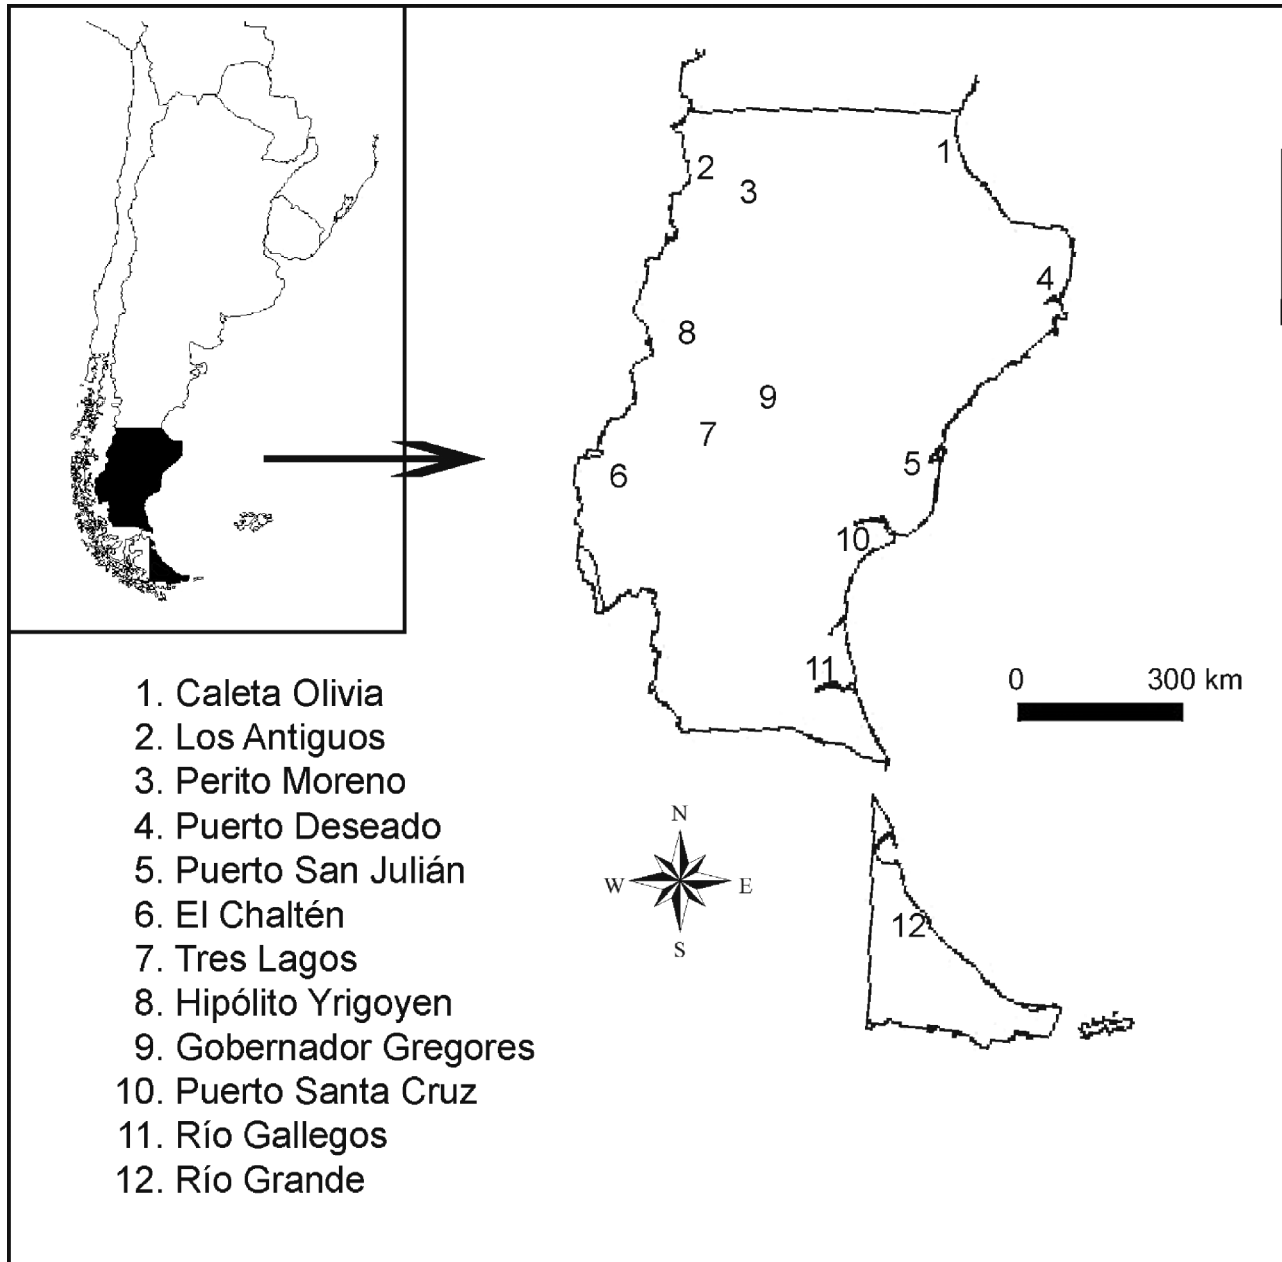 1
2
3
4
8
9
7
5
6
10
11
0 300 km
1. Caleta Olivia
2. Los Antiguos
3. Perito Moreno
4. Puerto Deseado
5. Puerto San Julián
6. El Chaltén
7. Tres Lagos
8. Hipólito Yrigoyen
9. Gobernador Gregores
10. Puerto Santa Cruz
11. Río Gallegos
12. Río Grande
N
W E
S
12